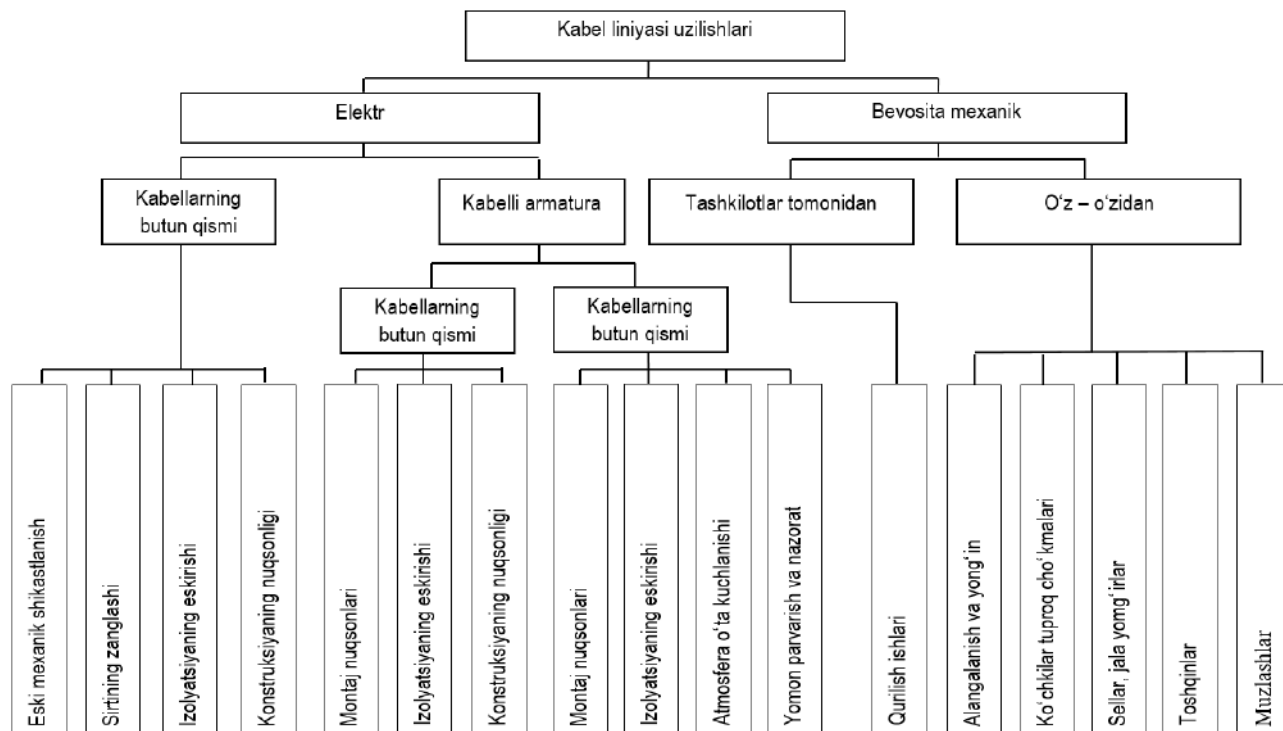 Kabel liniyasi uzilishlari
Elektr
Bevosita mexanik
Kabellarning
butun qismi
Kabelli armatura
Tashkilotlar tomonidan
O‘z – o‘zidan
Kabellarning
butun qismi
Kabellarning
butun qismi
Eski mexanik shikastlanish
Sirtining zanglashi
Izolyatsiyaning eskirishi
Konstruksiyaning nuqsonligi
Montaj nuqsonlari
Izolyatsiyaning eskirishi
Konstruksiyaning nuqsonligi
Montaj nuqsonlari
Izolyatsiyaning eskirishi
Atmosfera o‘ta kuchlanishi
Yomon parvarish va nazorat
Qurilish ishlari
Alangalanish va yong‘in
Ko‘chkilar tuproq cho‘kmalari
Sellar, jala yomg‘irlar
Toshqinlar
Muzlashlar